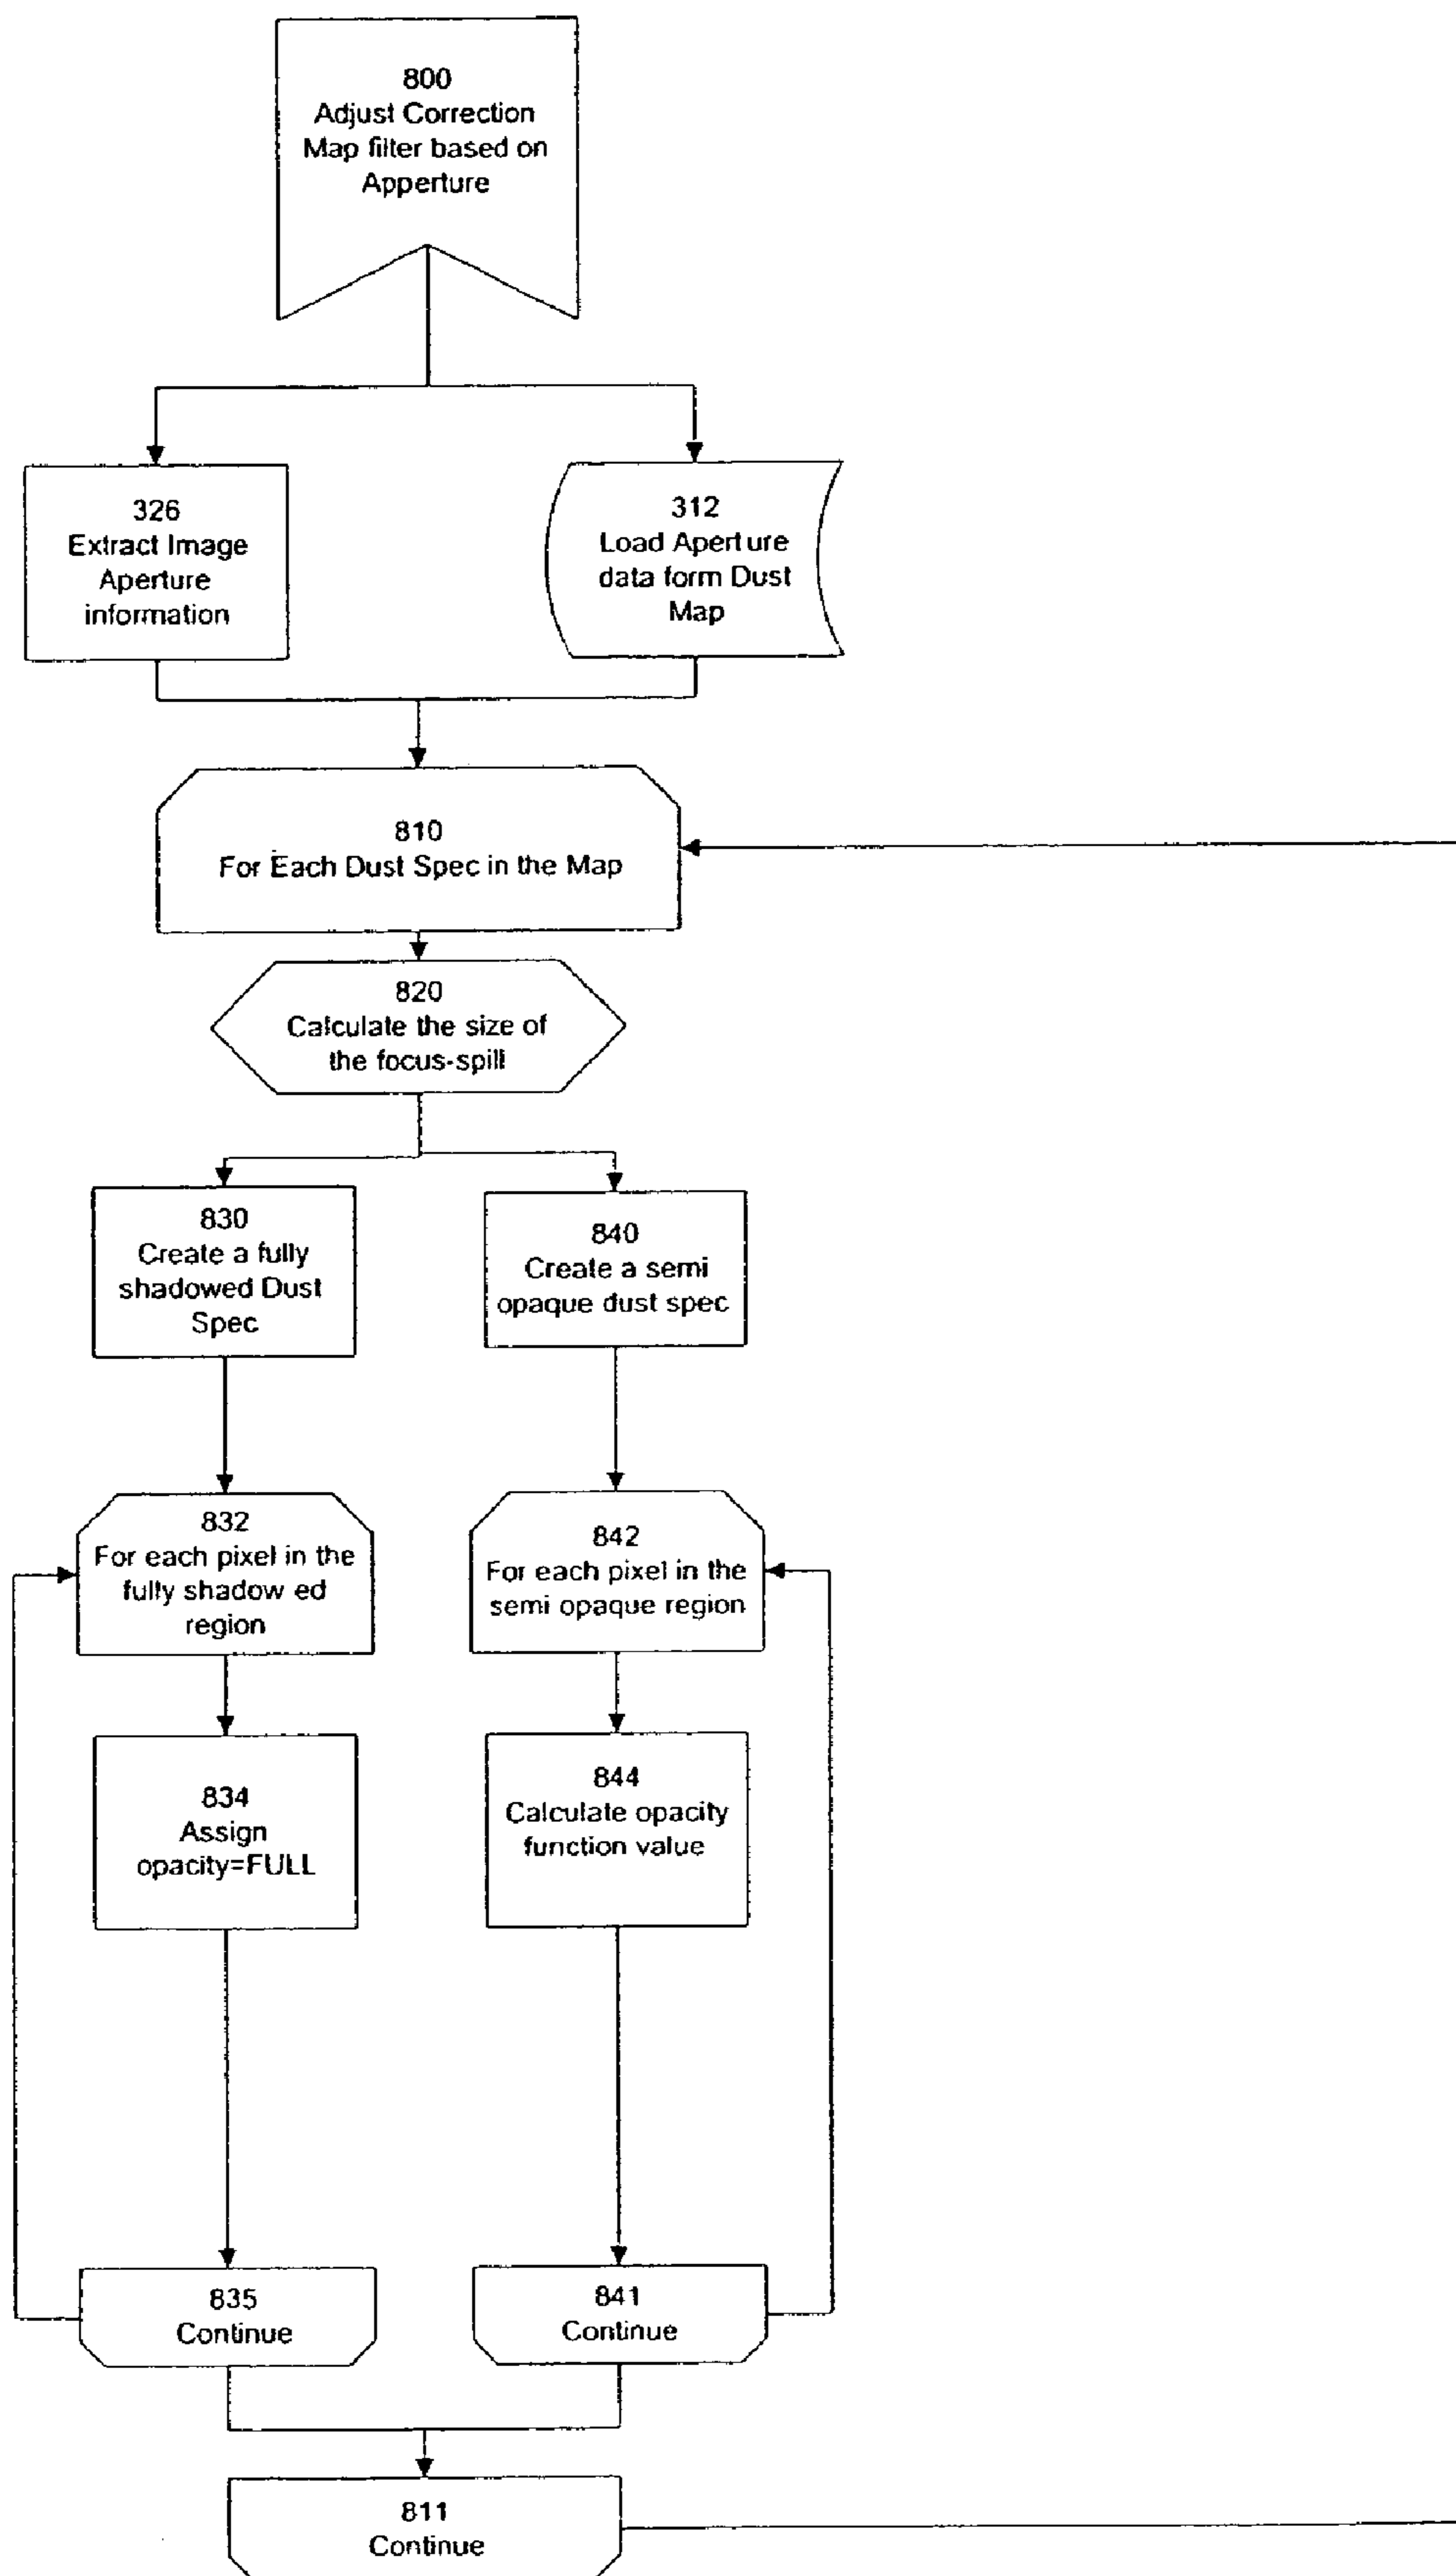 800
Adjust Correction
Map filter based on
Apperture
326
Extract Image
Aperture
information
312
Load Aperture
data form Dust
Map
810
For Each Dust Spec in the Map
820
Calculate the size of
the focus-spill
830
Create a fully
shadowed Dust
Spec
840
Create a semi
opaque dust spec
832
For each pixel in the
fully shadow ed
region
842
For each pixel in the
semi opaque region
834
Assign
opacity=FULL
844
Calculate opacity
function value
835
Continue
841
Continue
811
Continue